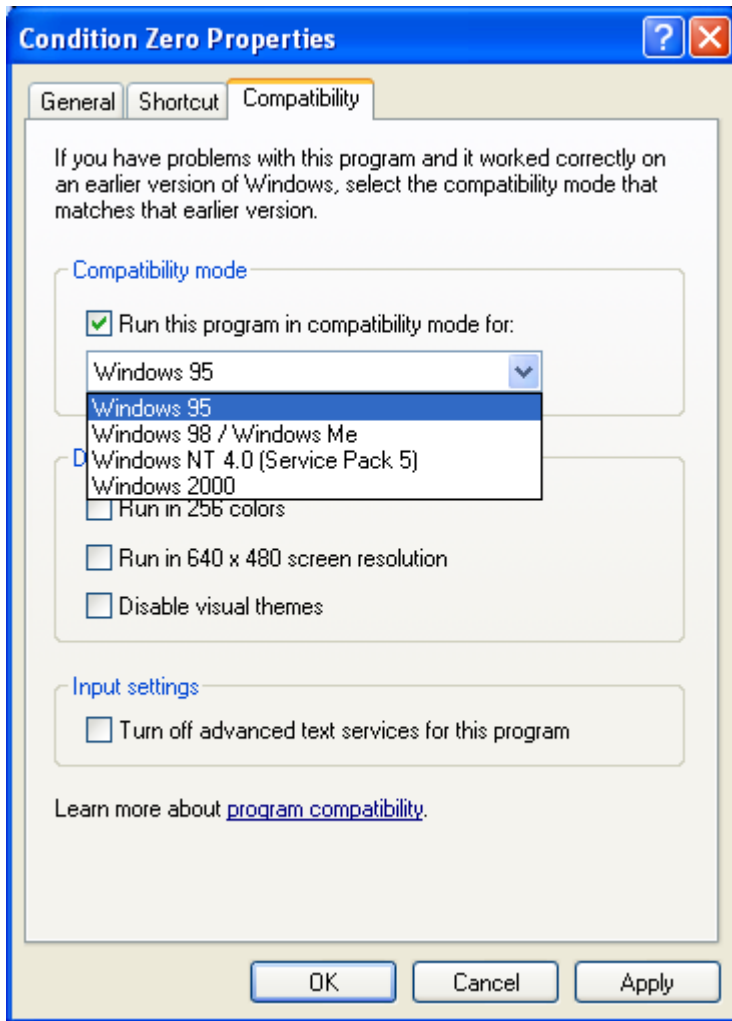 Condition Zero Properties
General Shortcut Compatibility
If you have problems with this program and it worked correctly on
an earlier version of Windows, select the compatibility mode that
matches that earlier version.
Compatibility mode
Run this program in compatibility mode for:
Windows 95
Windows 95
Windows 98 / Windows Me
Windows NT 4.0 (Service Pack 5)
Windows 2000
Run in 256 colors
Run in 640 x 480 screen resolution
Disable visual themes
Input settings
Turn off advanced text services for this program
Learn more about program compatibility.
OK Cancel Apply